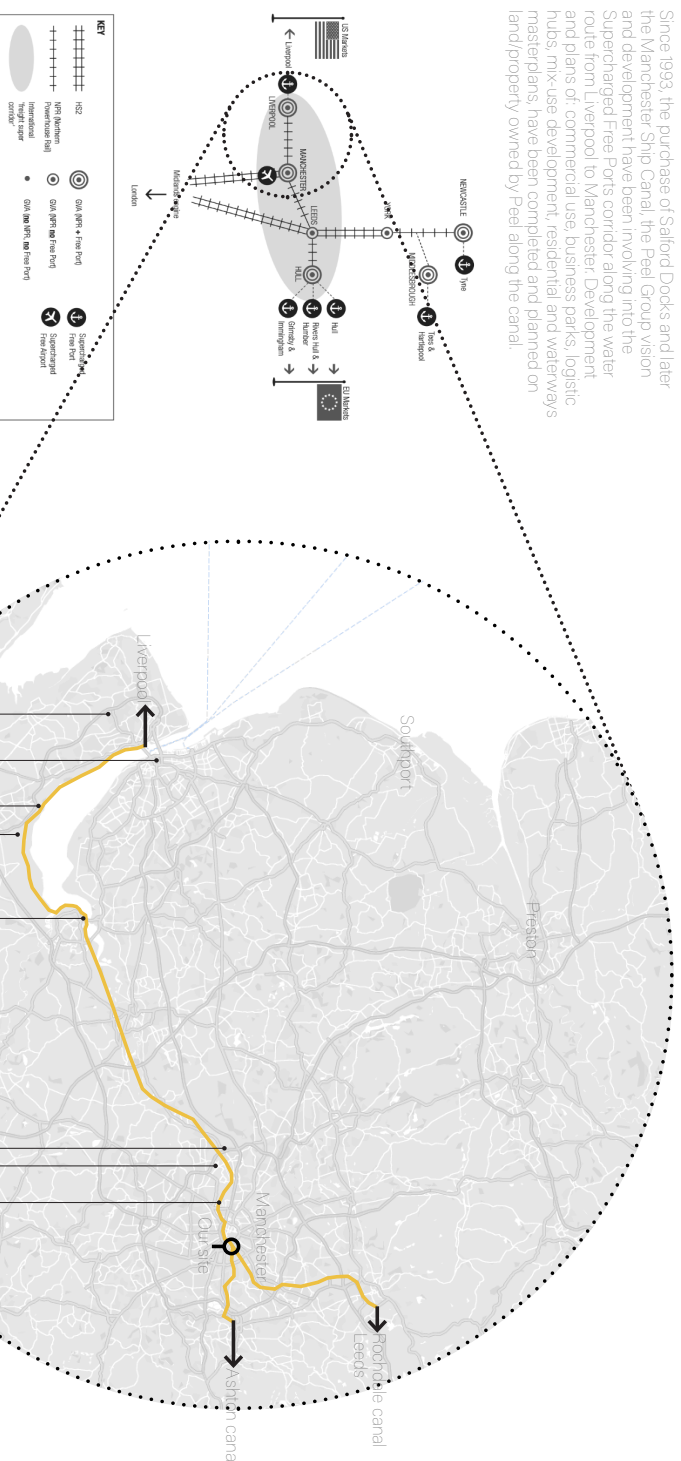 Since 1993, the purchase of Salford Docks and later
the Manchester Ship Canal, the Peel Group vision
and development have been involving into the
Supercharged Free Ports corridor along the water
route from Liverpool to Manchester. Development
and plans of: commercial use, business parks, logistic
hubs, mix-use development, residential and waterways
masterplans, have been completed and planned on
land/property owned by Peel along the canal.
US Markets
← Liverpool
LIVERPOOL
MANCHESTER
LEEDS
HULL
YORK
NEWCASTLE
MIDDLESBROUGH
Tyne
Tees &
Hartlepool
Hull
Rivers Hull &
Humber
Grimsby &
Immingham
EU Markets
Midlands Engine
London
KEY
HS2
NPR (Northern
Powerhouse Rail)
International
"freight super
corridor"
GVA (NPR + Free Port)
GVA (NPR no Free Port)
GVA (no NPR, no Free Port)
Supercharged
Free Port
Supercharged
Free Airport
Liverpool
Southport
Preston
Manchester
Our site
Rochdale canal
Leeds
Ashton canal